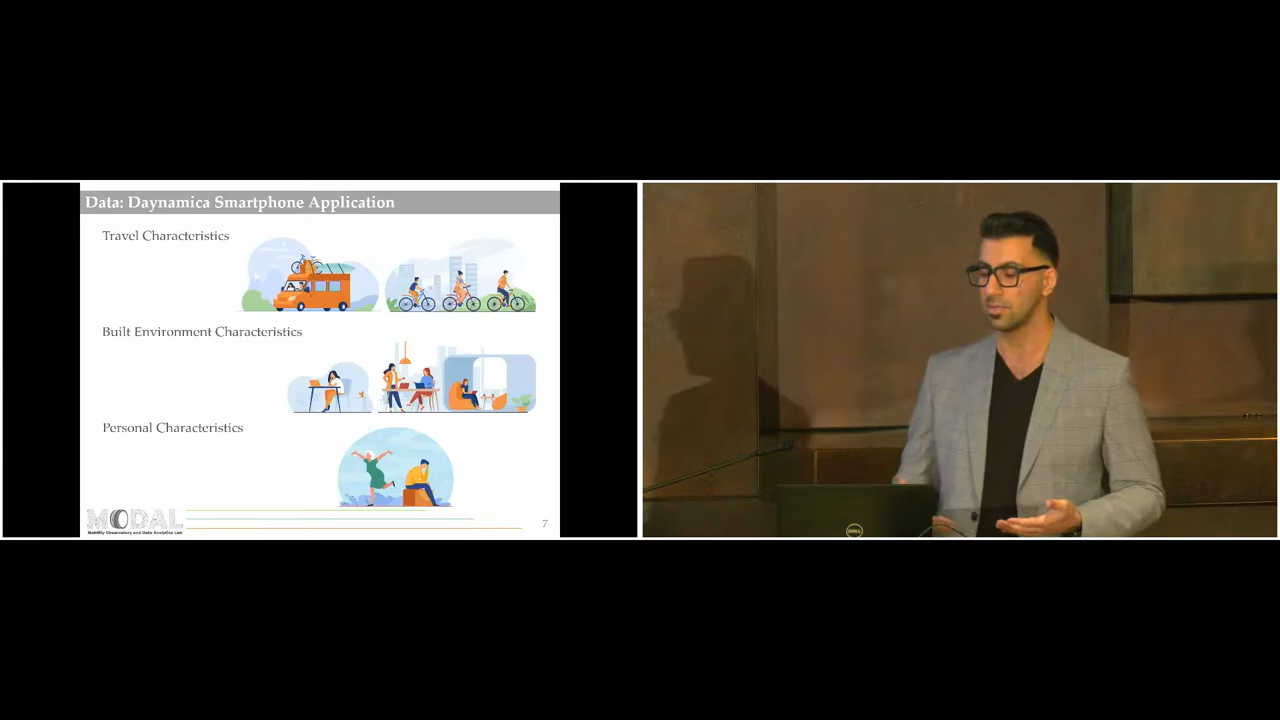 Data: Daynamica Smartphone Application
Travel Characteristics
Built Environment Characteristics
Personal Characteristics
MODAL
Mobility Observatory and Data Analytics Lab
7
DELL